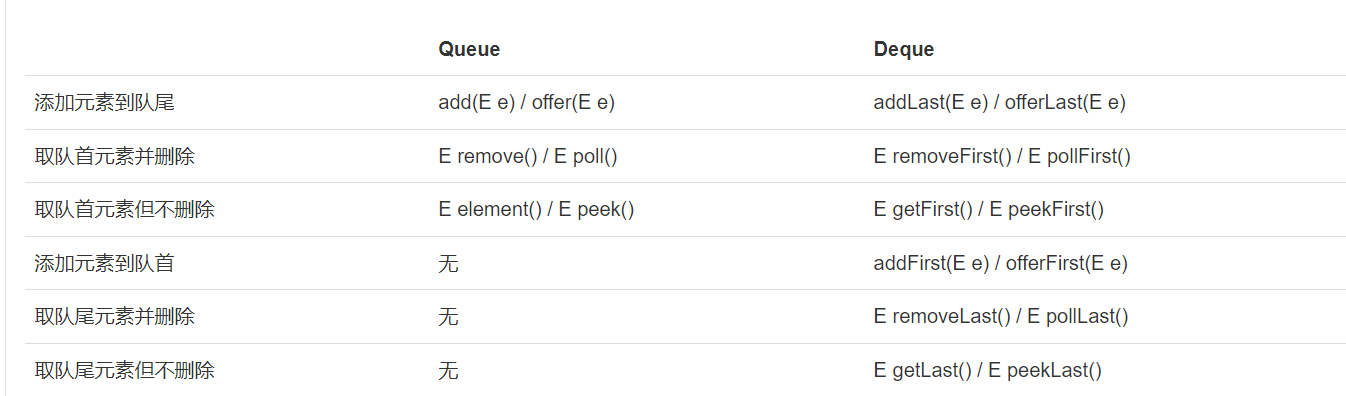 Queue Deque
添加元素到队尾 add(E e) / offer(E e) addLast(E e) / offerLast(E e)
取队首元素并删除 E remove() / E poll() E removeFirst() / E pollFirst()
取队首元素但不删除 E element() / E peek() E getFirst() / E peekFirst()
添加元素到队首 无 addFirst(E e) / offerFirst(E e)
取队尾元素并删除 无 E removeLast() / E pollLast()
取队尾元素但不删除 无 E getLast() / E peekLast()